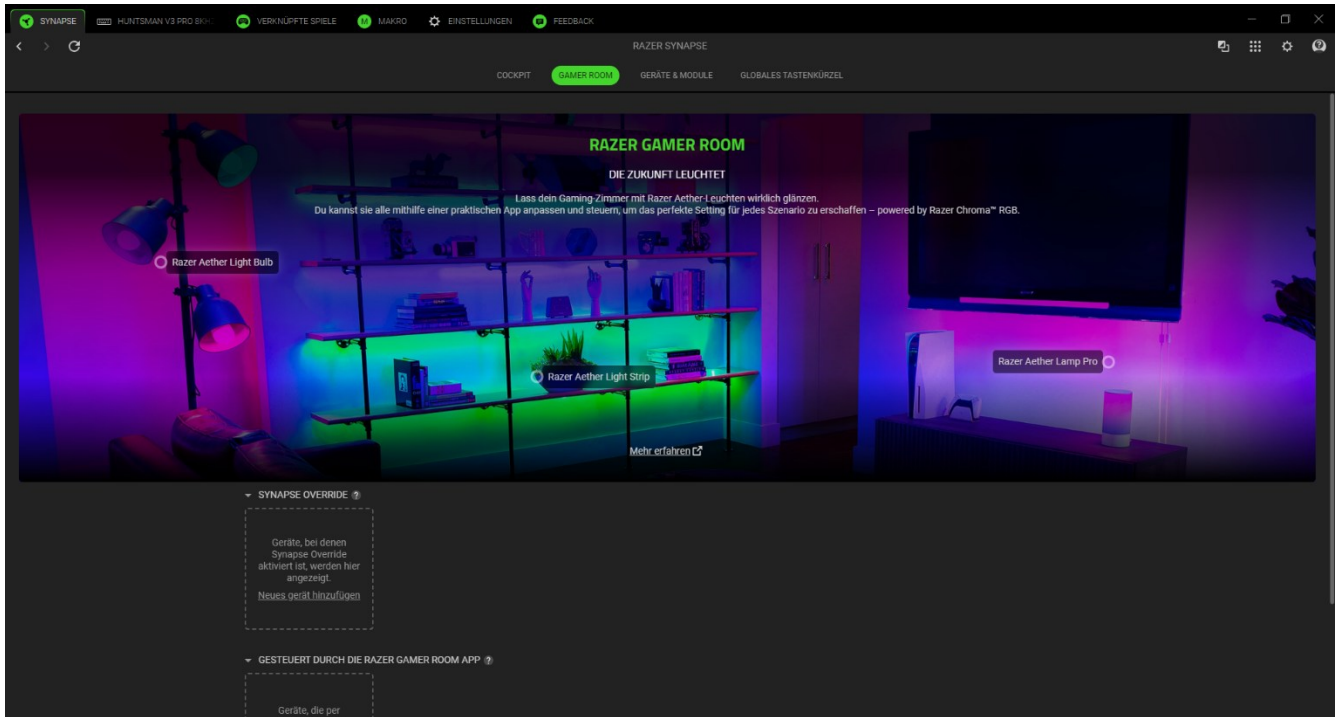 SYNAPSE
HUNTSMAN V3 PRO 8KHZ
VERKNÜPFTE SPIELE
M MAKRO
EINSTELLUNGEN
FEEDBACK
RAZER SYNAPSE
COCKPIT
GAMER ROOM
GERÄTE & MODULE
GLOBALES TASTENKÜRZEL
RAZER GAMER ROOM
DIE ZUKUNFT LEUCHTET
Lass dein Gaming-Zimmer mit Razer Aether-Leuchten wirklich glänzen.
Du kannst sie alle mithilfe einer praktischen App anpassen und steuern, um das perfekte Setting für jedes Szenario zu erschaffen – powered by Razer Chroma™ RGB.
Razer Aether Light Bulb
Razer Aether Lamp Pro
Razer Aether Light Strip
Mehr erfahren
SYNAPSE OVERRIDE ?
Geräte, bei denen
Synapse Override
aktiviert ist, werden hier
angezeigt.
Neues gerät hinzufügen
GESTEUERT DURCH DIE RAZER GAMER ROOM APP ?
Geräte, die per